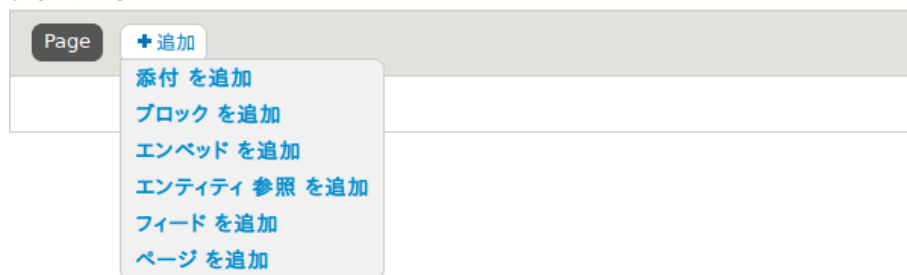 Page +追加
添付 を追加
ブロック を追加
エンベッド を追加
エンティティ 参照 を追加
フィード を追加
ページ を追加